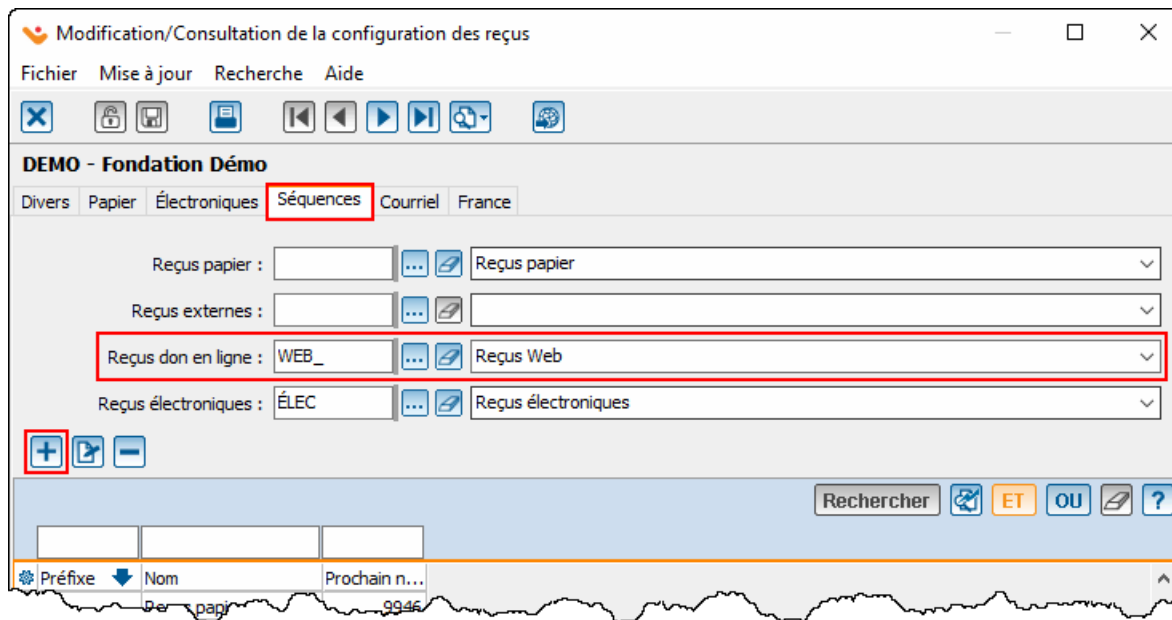 Modification/Consultation de la configuration des reçus
Fichier Mise à jour Recherche Aide
DEMO - Fondation Démo
Divers Papier Électroniques Séquences Courriel France
Reçus papier : ... Reçus papier
Reçus externes : ...
Reçus don en ligne : WEB_ ... Reçus Web
Reçus électroniques : ÉLEC ... Reçus électroniques
Rechercher ET OU ?
Préfixe Nom Prochain n...
9946